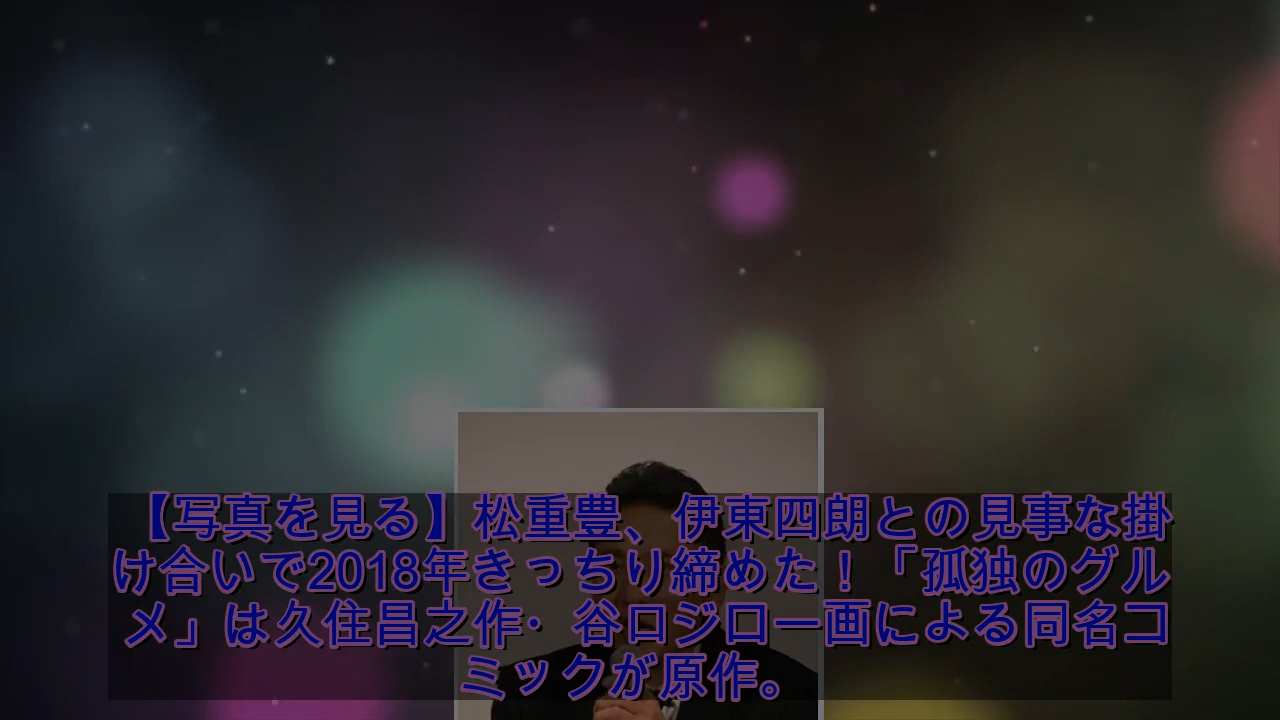 【写真を見る】松重豊、伊東四朗との見事な掛
け合いで2018年きっちり締めた！「孤独のグル
メ」は久住昌之作・谷口ジロー画による同名コ
ミックが原作。